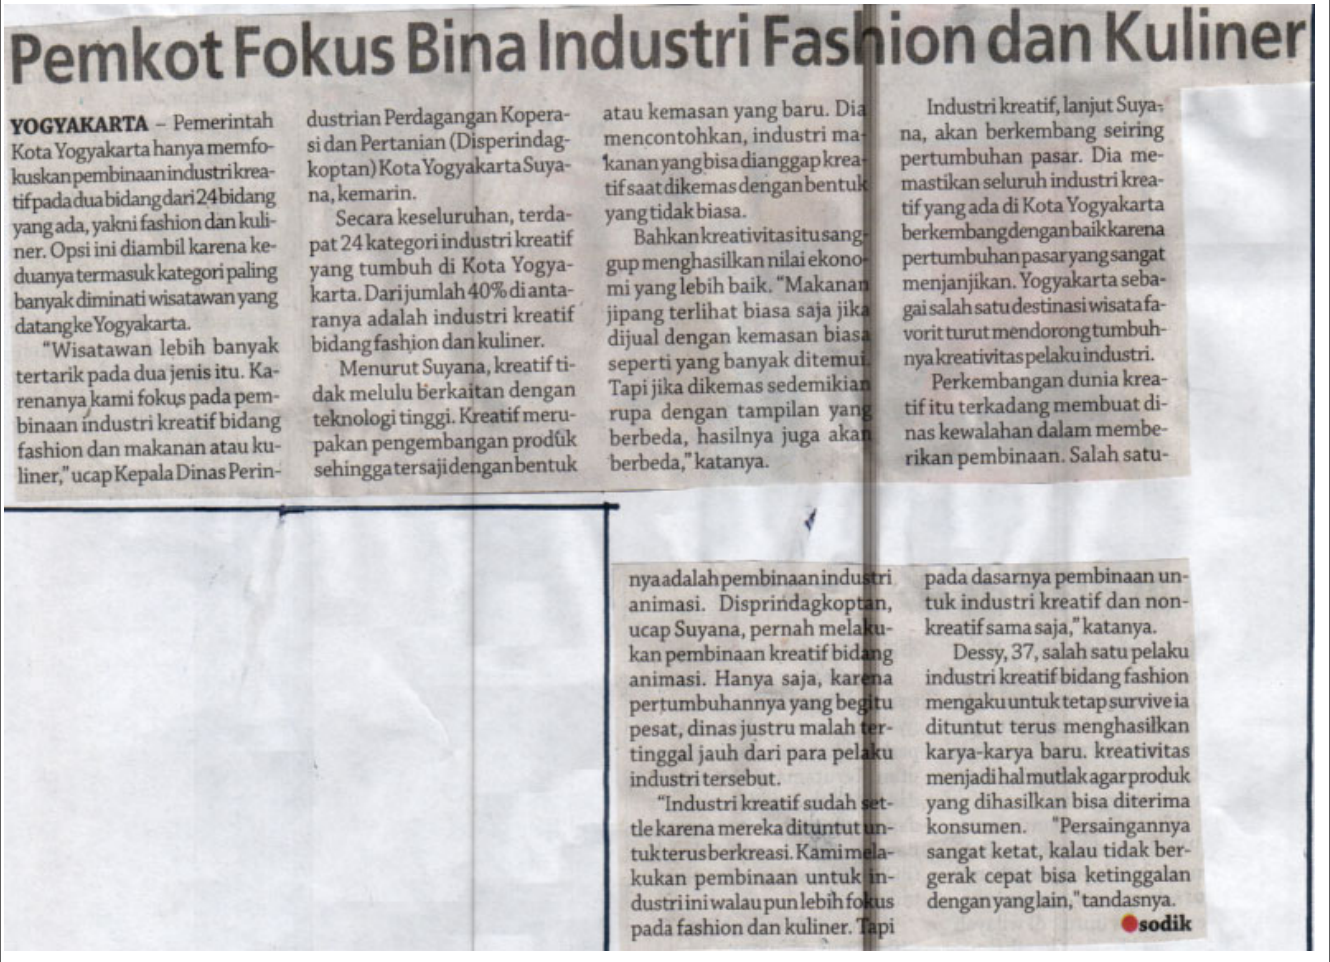 Pemkot Fokus Bina Industri Fashion dan Kuliner
YOGYAKARTA – Pemerintah
Kota Yogyakarta hanya memfo-
kuskan pembinaan industri krea-
tif pada dua bidang dari 24 bidang
yang ada, yakni fashion dan kuli-
ner. Opsi ini diambil karena ke-
duanya termasuk kategori paling
banyak diminati wisatawan yang
datang ke Yogyakarta.
“Wisatawan lebih banyak
tertarik pada dua jenis itu. Ka-
renanya kami fokus pada pem-
binaan industri kreatif bidang
fashion dan makanan atau ku-
liner,” ucap Kepala Dinas Perin-
dustrian Perdagangan Kopera-
si dan Pertanian (Disperindag-
koptan) Kota Yogyakarta Suya-
na, kemarin.
Secara keseluruhan, terda-
pat 24 kategori industri kreatif
yang tumbuh di Kota Yogya-
karta. Dari jumlah 40% di anta-
ranya adalah industri kreatif
bidang fashion dan kuliner.
Menurut Suyana, kreatif ti-
dak melulu berkaitan dengan
teknologi tinggi. Kreatif meru-
pakan pengembangan produk
sehingga tersaji dengan bentuk
atau kemasan yang baru. Dia
mencontohkan, industri ma-
kanan yang bisa dianggap krea-
tif saat dikemas dengan bentuk
yang tidak biasa.
Bahkan kreativitas itu sang-
gup menghasilkan nilai ekono-
mi yang lebih baik. “Makanan
jipang terlihat biasa saja jika
dijual dengan kemasan biasa
seperti yang banyak ditemui.
Tapi jika dikemas sedemikian
rupa dengan tampilan yang
berbeda, hasilnya juga akan
berbeda,” katanya.
Industri kreatif, lanjut Suya-
na, akan berkembang seiring
pertumbuhan pasar. Dia me-
mastikan seluruh industri krea-
tif yang ada di Kota Yogyakarta
berkembang dengan baik karena
pertumbuhan pasar yang sangat
menjanjikan. Yogyakarta seba-
gai salah satu destinasi wisata fa-
vorit turut mendorong tumbuh-
nya kreativitas pelaku industri.
Perkembangan dunia krea-
tif itu terkadang membuat di-
nas kewalahan dalam membe-
rikan pembinaan. Salah satu-
nya adalah pembinaan industri
animasi. Disprindagkoptan,
ucap Suyana, pernah melaku-
kan pembinaan kreatif bidang
animasi. Hanya saja, karena
pertumbuhannya yang begitu
pesat, dinas justru malah ter-
tinggal jauh dari para pelaku
industri tersebut.
“Industri kreatif sudah set-
tle karena mereka dituntut un-
tuk terus berkreasi. Kami mela-
kukan pembinaan untuk in-
dustri ini walau pun lebih fokus
pada fashion dan kuliner. Tapi
pada dasarnya pembinaan un-
tuk industri kreatif dan non-
kreatif sama saja,” katanya.
Dessy, 37, salah satu pelaku
industri kreatif bidang fashion
mengaku untuk tetap survive ia
dituntut terus menghasilkan
karya-karya baru. kreativitas
menjadi hal mutlak agar produk
yang dihasilkan bisa diterima
konsumen. “Persaingannya
sangat ketat, kalau tidak ber-
gerak cepat bisa ketinggalan
dengan yang lain,” tandasnya.
sodik